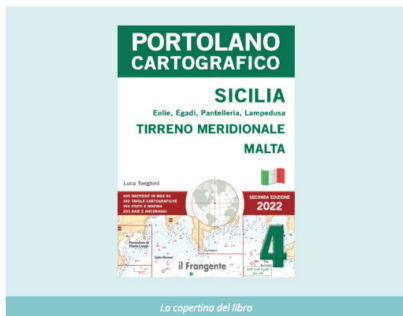 PORTOLANO
CARTOGRAFICO
SICILIA
Eolie, Egadi, Pantelleria, Lampedusa
TIRRENO MERIDIONALE
MALTA
Luca Tonghini
SECONDA EDIZIONE
2022
4
il Frangente
La copertina del libro